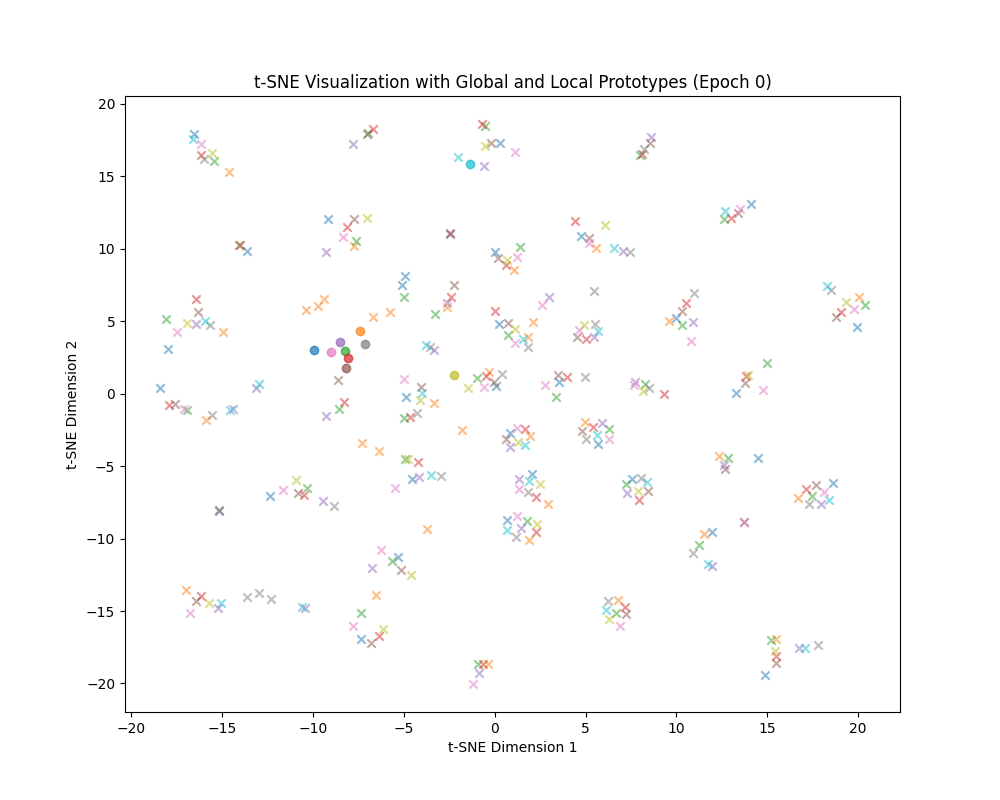 t-SNE Visualization with Global and Local Prototypes (Epoch 0)
20
15
10
5
0
−5
−10
−15
−20
t-SNE Dimension 2
−20 −15 −10 −5 0 5 10 15 20
t-SNE Dimension 1